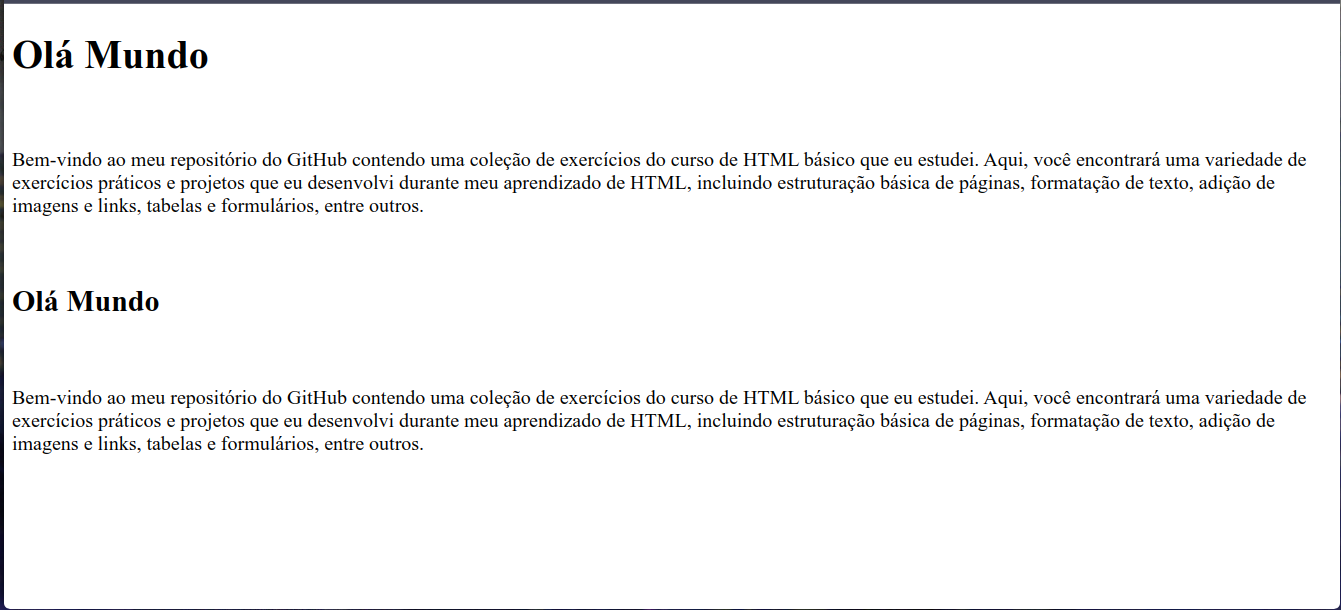 Olá Mundo
Bem-vindo ao meu repositório do GitHub contendo uma coleção de exercícios do curso de HTML básico que eu estudei. Aqui, você encontrará uma variedade de
exercícios práticos e projetos que eu desenvolvi durante meu aprendizado de HTML, incluindo estruturação básica de páginas, formatação de texto, adição de
imagens e links, tabelas e formulários, entre outros.
Olá Mundo
Bem-vindo ao meu repositório do GitHub contendo uma coleção de exercícios do curso de HTML básico que eu estudei. Aqui, você encontrará uma variedade de
exercícios práticos e projetos que eu desenvolvi durante meu aprendizado de HTML, incluindo estruturação básica de páginas, formatação de texto, adição de
imagens e links, tabelas e formulários, entre outros.